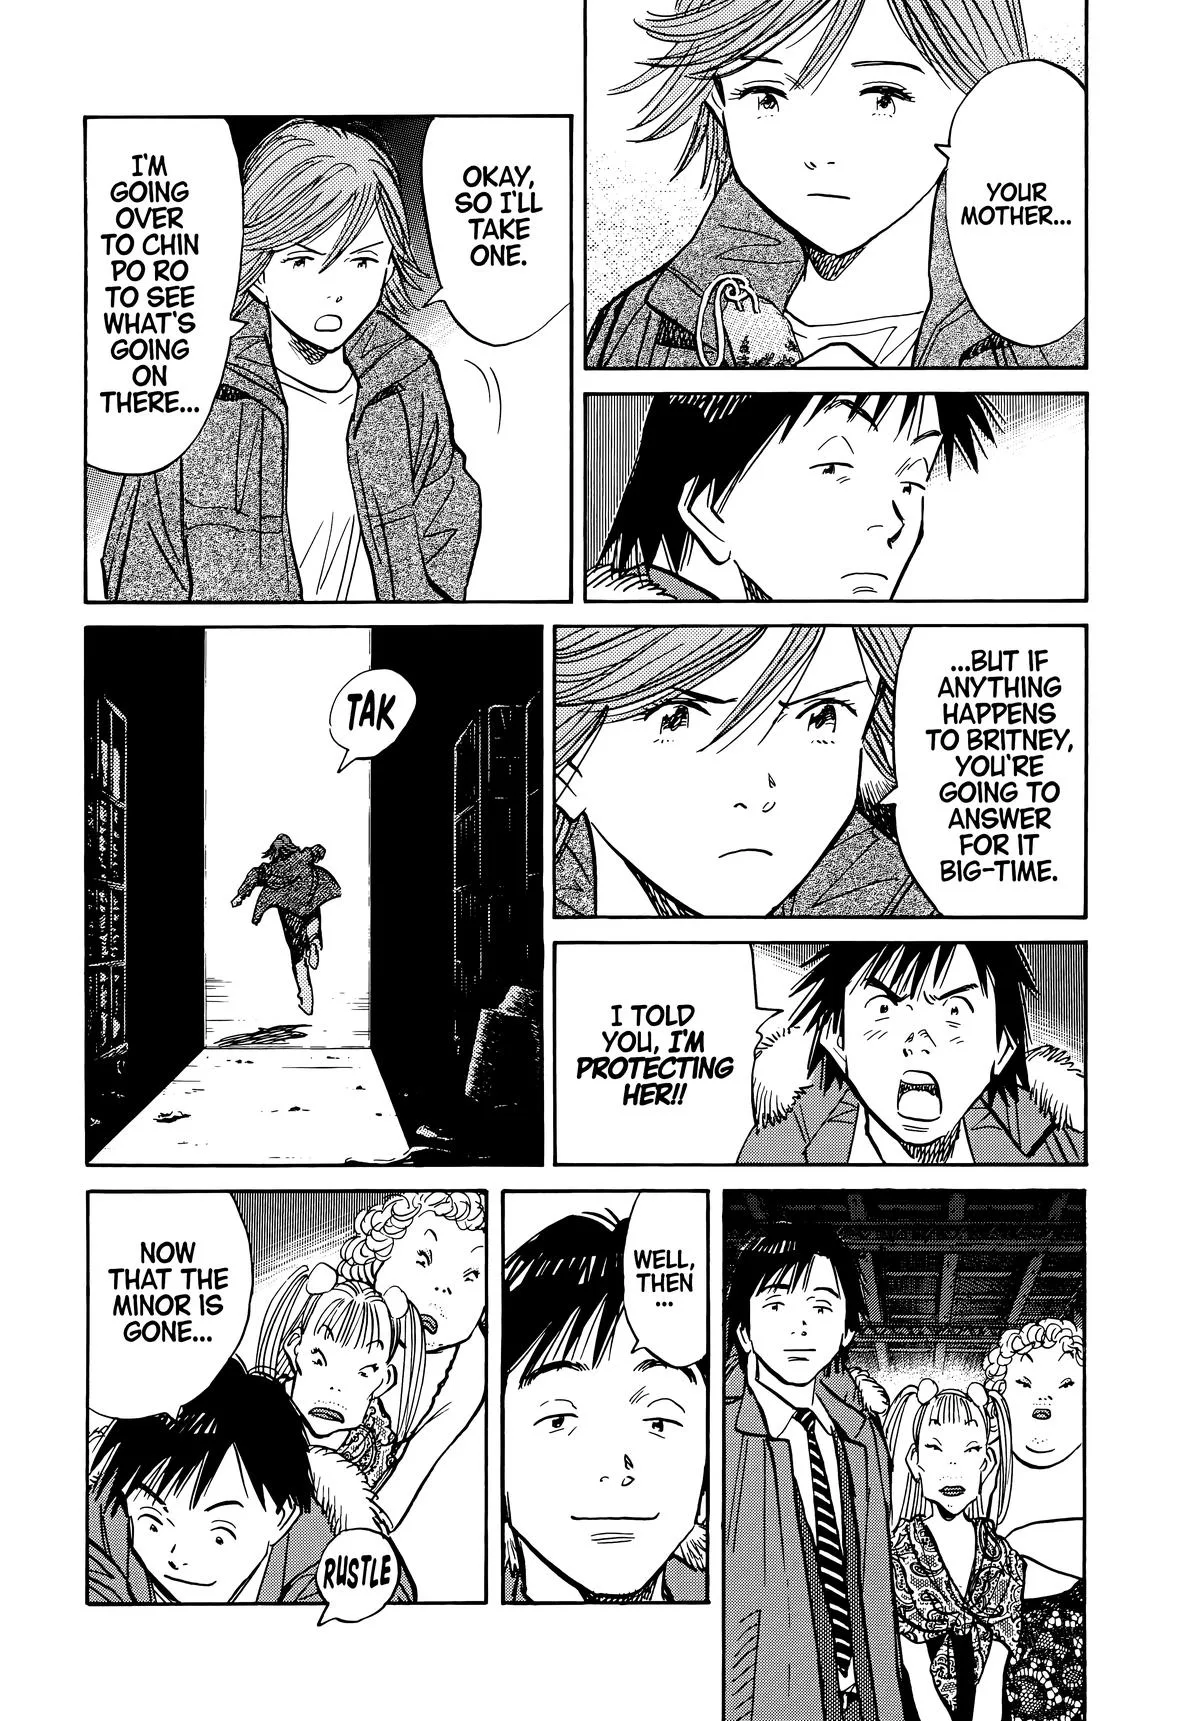 YOUR
MOTHER...
OKAY,
SO I'LL
TAKE
ONE.
I'M
GOING
OVER
TO CHIN
PO RO
TO SEE
WHAT'S
GOING
ON
THERE...
...BUT IF
ANYTHING
HAPPENS
TO BRITNEY,
YOU'RE
GOING TO
ANSWER
FOR IT
BIG-TIME.
I TOLD
YOU, I'M
PROTECTING
HER!!
TAK
WELL,
THEN
...
NOW
THAT THE
MINOR IS
GONE...
RUSTLE